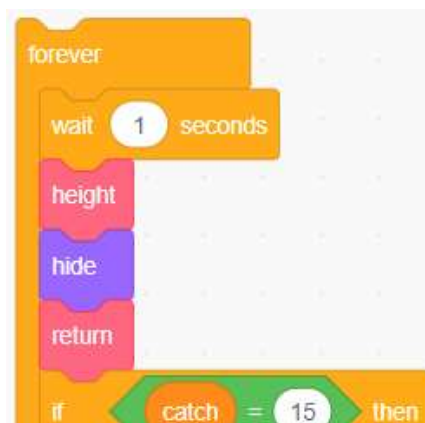 forever
wait 1 seconds
height
hide
return
if catch = 15 then